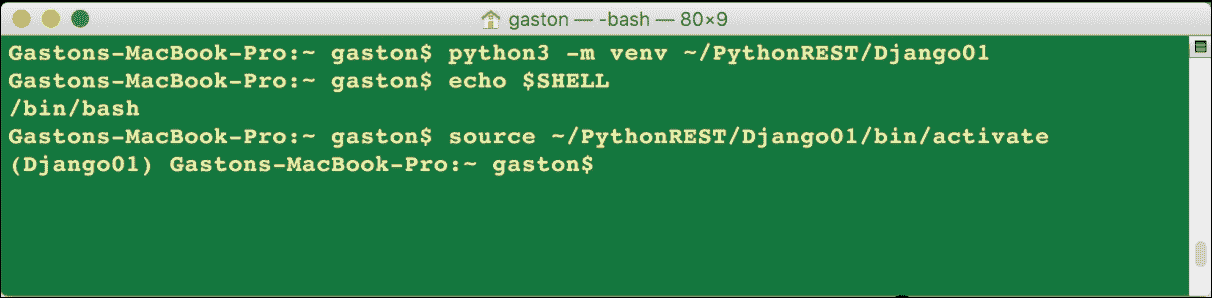 gaston — -bash — 80×9
Gastons-MacBook-Pro:~ gaston$ python3 -m venv ~/PythonREST/Django01
Gastons-MacBook-Pro:~ gaston$ echo $SHELL
/bin/bash
Gastons-MacBook-Pro:~ gaston$ source ~/PythonREST/Django01/bin/activate
(Django01) Gastons-MacBook-Pro:~ gaston$